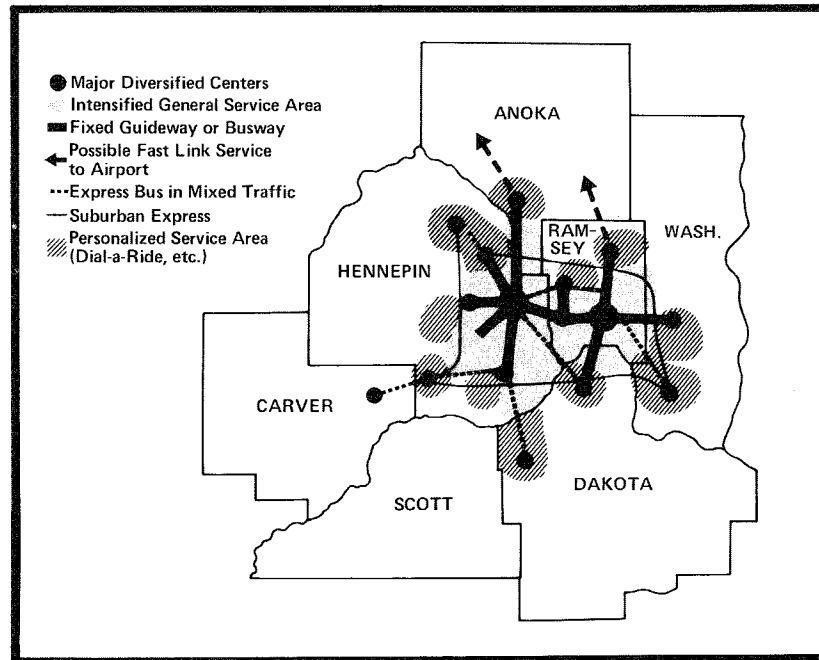 Major Diversified Centers
Intensified General Service Area
Fixed Guideway or Busway
Possible Fast Link Service
to Airport
Express Bus in Mixed Traffic
Suburban Express
Personalized Service Area
(Dial-a-Ride, etc.)
ANOKA
RAM-
SEY
WASH.
HENNEPIN
CARVER
SCOTT
DAKOTA